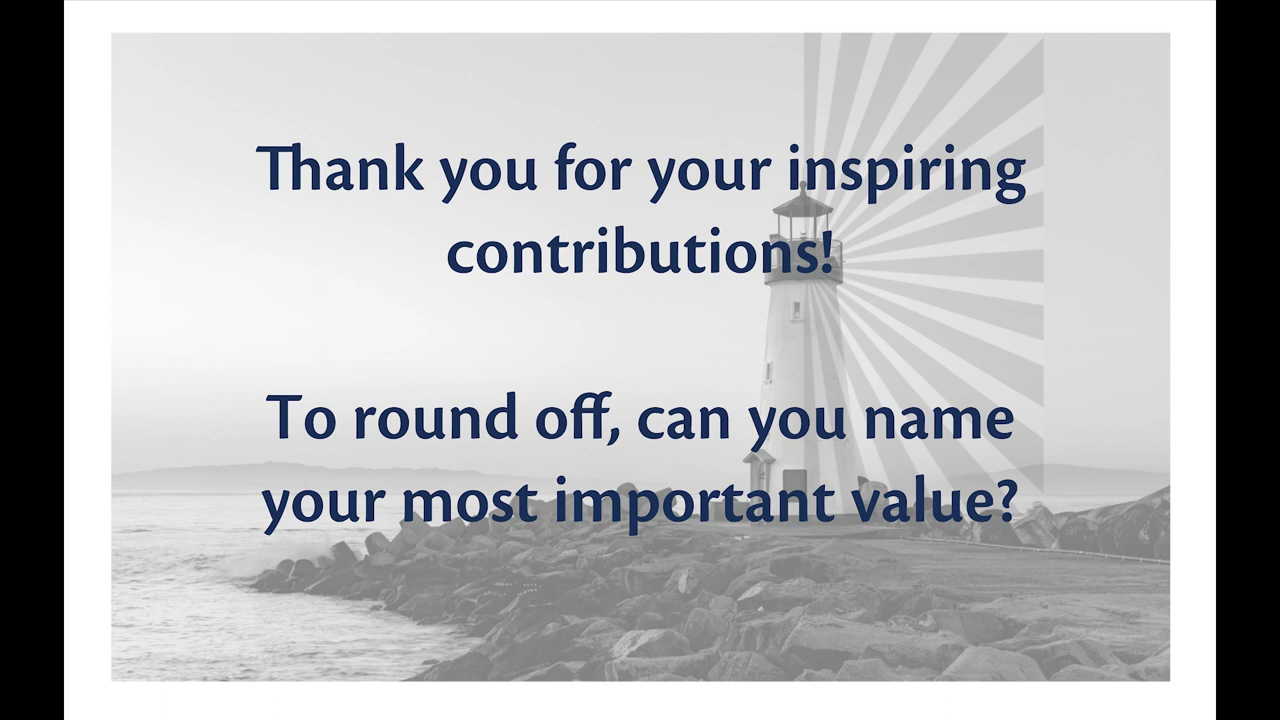 Thank you for your inspiring
contributions!
To round off, can you name
your most important value?